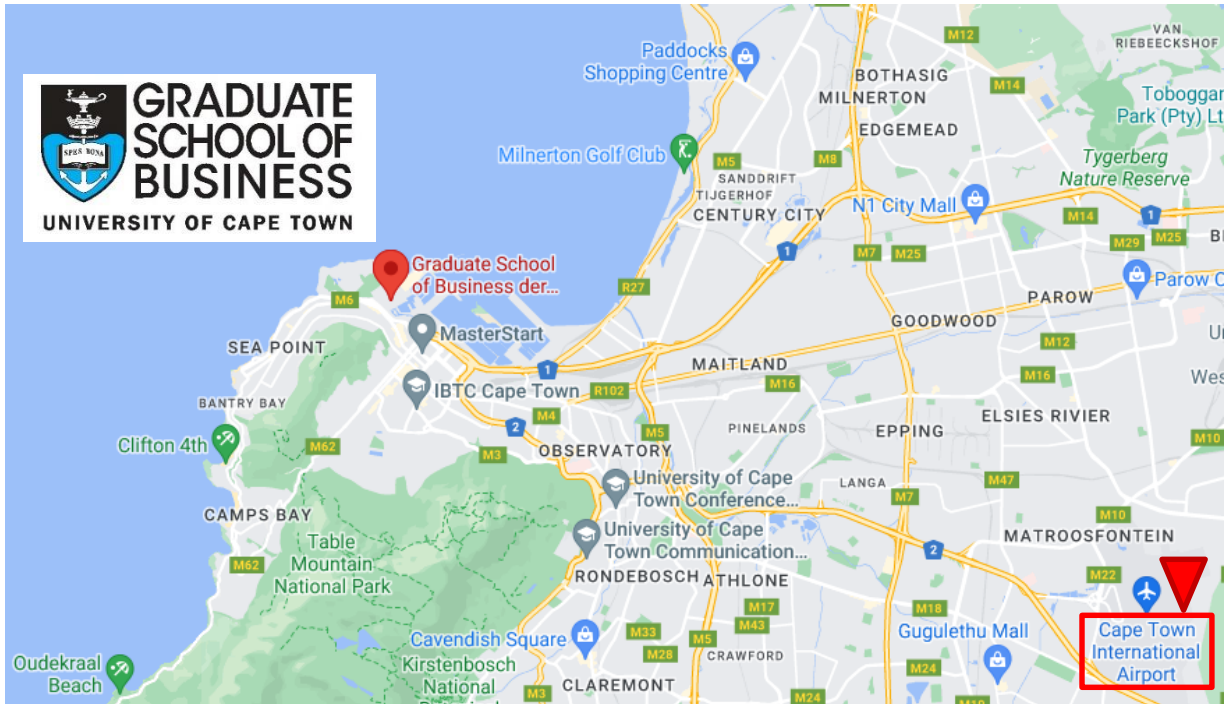 GRADUATE
SCHOOL OF
BUSINESS
UNIVERSITY OF CAPE TOWN
SPES BONA
Paddocks
Shopping Centre
M12
VAN
RIEBEECKSHOF
BOTHASIG
M14
MILNERTON
Park (Pty)
EDGEMEAD
Milnerton Golf Club
M5
M8
Tygerberg
Nature Reserve
SANDDRIFT
TIJGERHOF
CENTURY CITY
N1 City Mall
M14
1
M29
M25
1
M7
M25
Graduate School
of Business der...
M6
R27
Parow
PAROW
GOODWOOD
MasterStart
SEA POINT
M12
MAITLAND
1
M16
M16
IBTC Cape Town
R102
BANTRY BAY
M4
ELSIES RIVIER
2
PINELANDS
EPPING
M5
M10
Clifton 4th
M62
M3
OBSERVATORY
University of Cape
Town Conference...
LANGA
M47
M7
CAMPS BAY
M10
University of Cape
Town Communication...
MATROOSFONTEIN
Table
Mountain
National Park
2
M62
RONDEBOSCH
ATHLONE
M22
M17
M18
M43
Cape Town
International
Airport
Cavendish Square
M33
M5
Gugulethu Mall
M28
CRAWFORD
Oudekraal
Beach
Kirstenbosch
National
M24
CLAREMONT
M3
M24